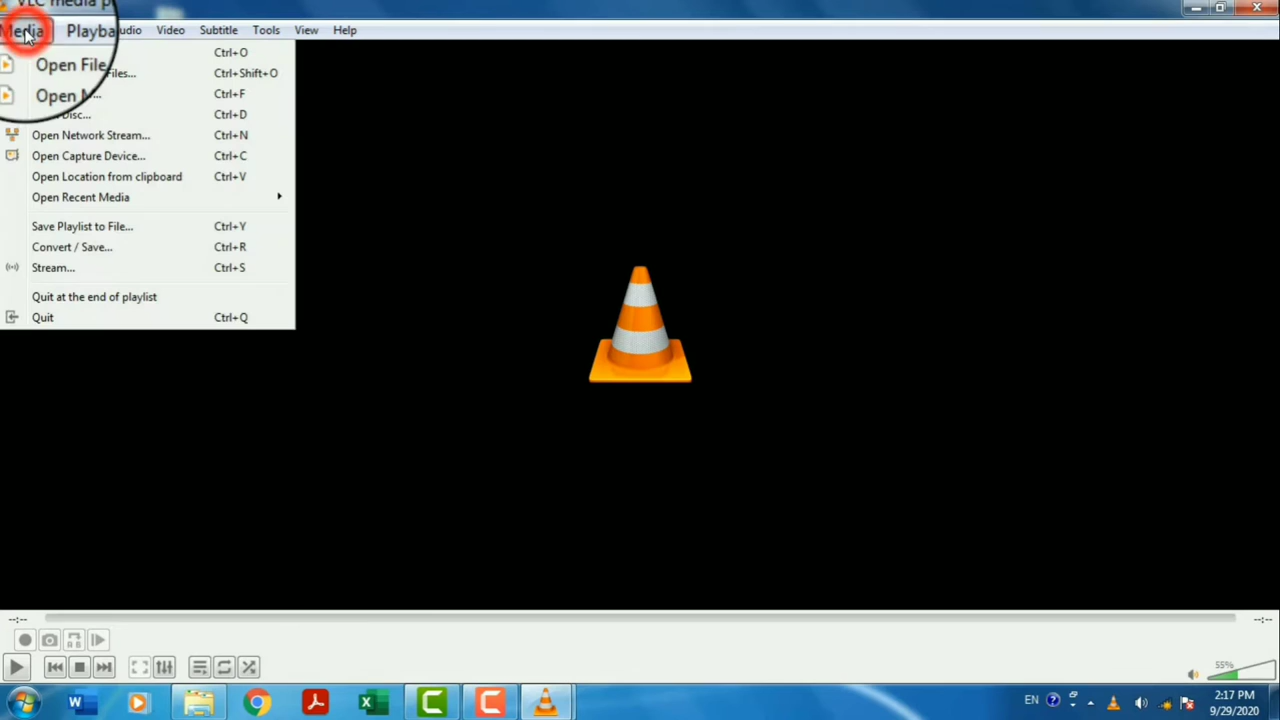 VLC media p
Media Playba udio Video Subtitle Tools View Help
Open File Ctrl+O
Files... Ctrl+Shift+O
Open Ctrl+F
Disc... Ctrl+D
Open Network Stream... Ctrl+N
Open Capture Device... Ctrl+C
Open Location from clipboard Ctrl+V
Open Recent Media
Save Playlist to File... Ctrl+Y
Convert / Save... Ctrl+R
Stream... Ctrl+S
Quit at the end of playlist
Quit Ctrl+Q
--:-- --:--
55%
EN 2:17 PM
9/29/2020